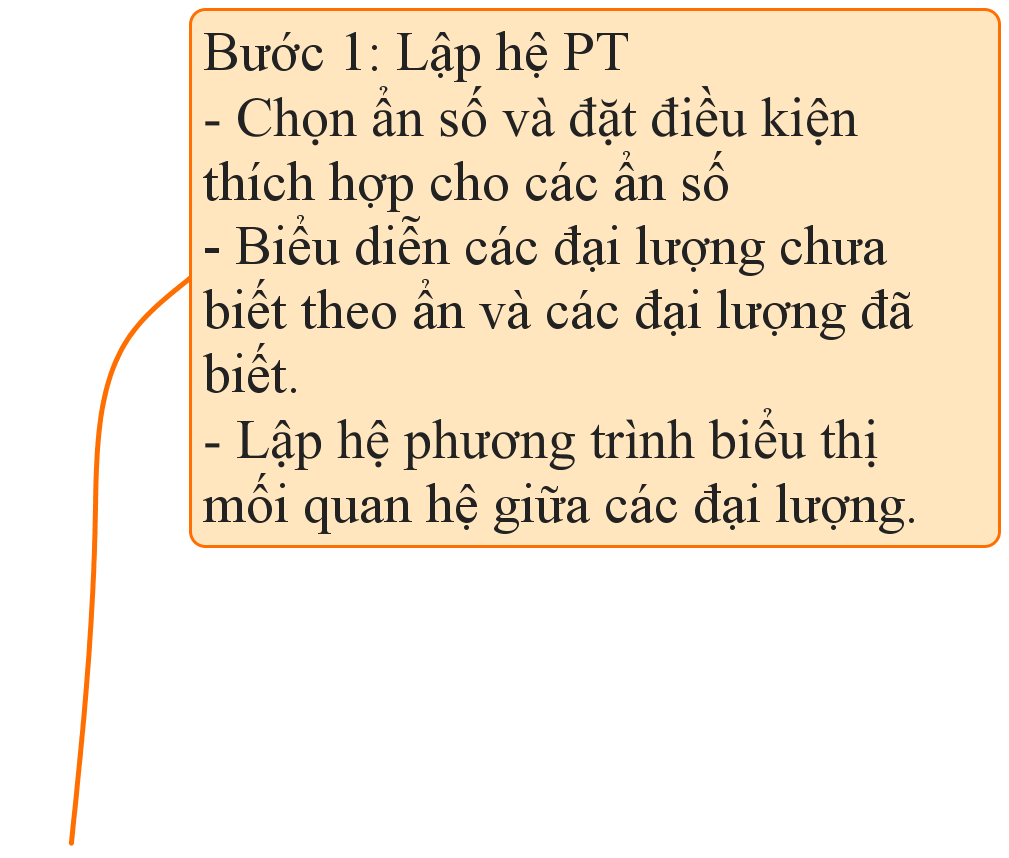 Bước 1: Lập hệ PT
- Chọn ẩn số và đặt điều kiện
thích hợp cho các ẩn số
- Biểu diễn các đại lượng chưa
biết theo ẩn và các đại lượng đã
biết.
- Lập hệ phương trình biểu thị
mối quan hệ giữa các đại lượng.